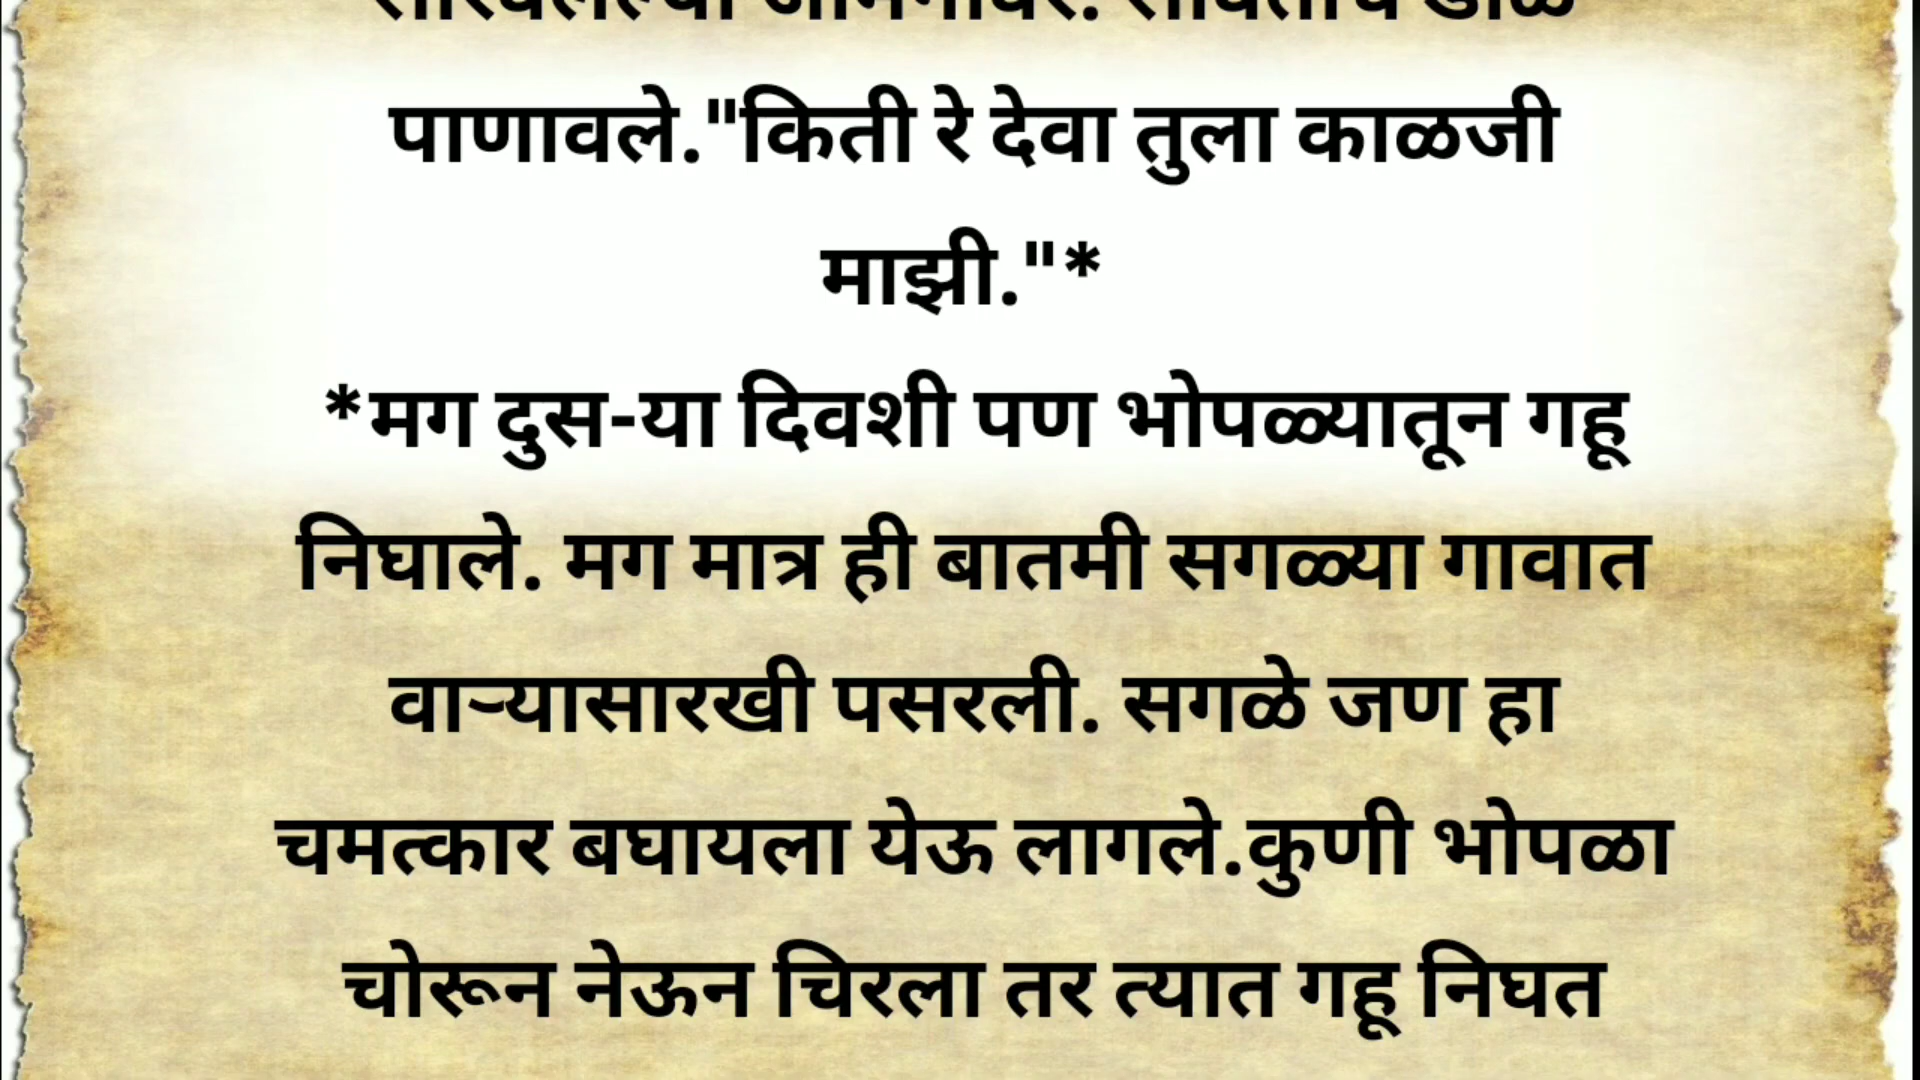 पाणावले."किती रे देवा तुला काळजी
माझी."*
*मग दुस-या दिवशी पण भोपळ्यातून गहू
निघाले. मग मात्र ही बातमी सगळ्या गावात
वाऱ्यासारखी पसरली. सगळे जण हा
चमत्कार बघायला येऊ लागले.कुणी भोपळा
चोरून नेऊन चिरला तर त्यात गहू निघत